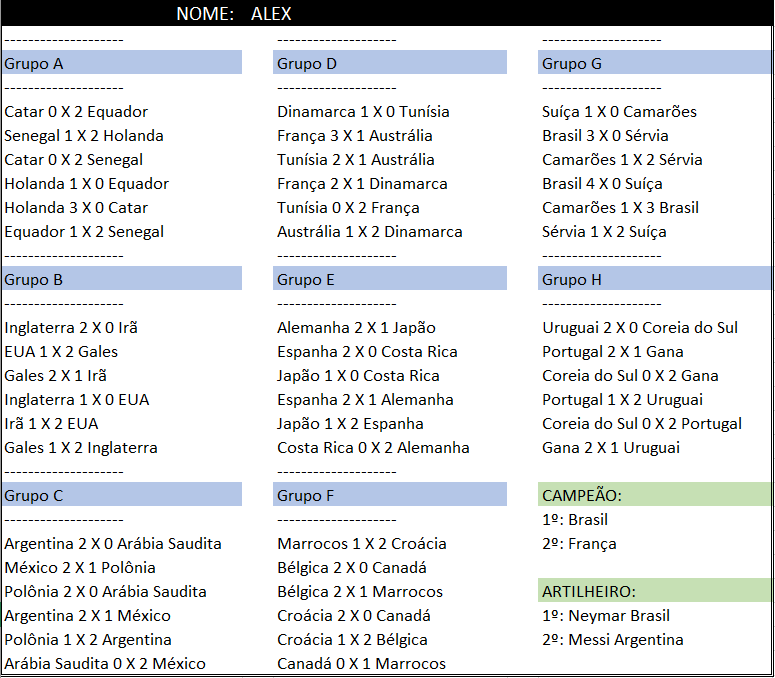 NOME: ALEX
--------------------
Grupo A
--------------------
Catar 0 X 2 Equador
Senegal 1 X 2 Holanda
Catar 0 X 2 Senegal
Holanda 1 X 0 Equador
Holanda 3 X 0 Catar
Equador 1 X 2 Senegal
--------------------
Grupo B
--------------------
Inglaterra 2 X 0 Irã
EUA 1 X 2 Gales
Gales 2 X 1 Irã
Inglaterra 1 X 0 EUA
Irã 1 X 2 EUA
Gales 1 X 2 Inglaterra
--------------------
Grupo C
--------------------
Argentina 2 X 0 Arábia Saudita
México 2 X 1 Polônia
Polônia 2 X 0 Arábia Saudita
Argentina 2 X 1 México
Polônia 1 X 2 Argentina
Arábia Saudita 0 X 2 México
--------------------
Grupo D
--------------------
Dinamarca 1 X 0 Tunísia
França 3 X 1 Austrália
Tunísia 2 X 1 Austrália
França 2 X 1 Dinamarca
Tunísia 0 X 2 França
Austrália 1 X 2 Dinamarca
--------------------
Grupo E
--------------------
Alemanha 2 X 1 Japão
Espanha 2 X 0 Costa Rica
Japão 1 X 0 Costa Rica
Espanha 2 X 1 Alemanha
Japão 1 X 2 Espanha
Costa Rica 0 X 2 Alemanha
--------------------
Grupo F
--------------------
Marrocos 1 X 2 Croácia
Bélgica 2 X 0 Canadá
Bélgica 2 X 1 Marrocos
Croácia 2 X 0 Canadá
Croácia 1 X 2 Bélgica
Canadá 0 X 1 Marrocos
--------------------
Grupo G
--------------------
Suíça 1 X 0 Camarões
Brasil 3 X 0 Sérvia
Camarões 1 X 2 Sérvia
Brasil 4 X 0 Suíça
Camarões 1 X 3 Brasil
Sérvia 1 X 2 Suíça
--------------------
Grupo H
--------------------
Uruguai 2 X 0 Coreia do Sul
Portugal 2 X 1 Gana
Coreia do Sul 0 X 2 Gana
Portugal 1 X 2 Uruguai
Coreia do Sul 0 X 2 Portugal
Gana 2 X 1 Uruguai
CAMPEÃO:
1º: Brasil
2º: França
ARTILHEIRO:
1º: Neymar Brasil
2º: Messi Argentina